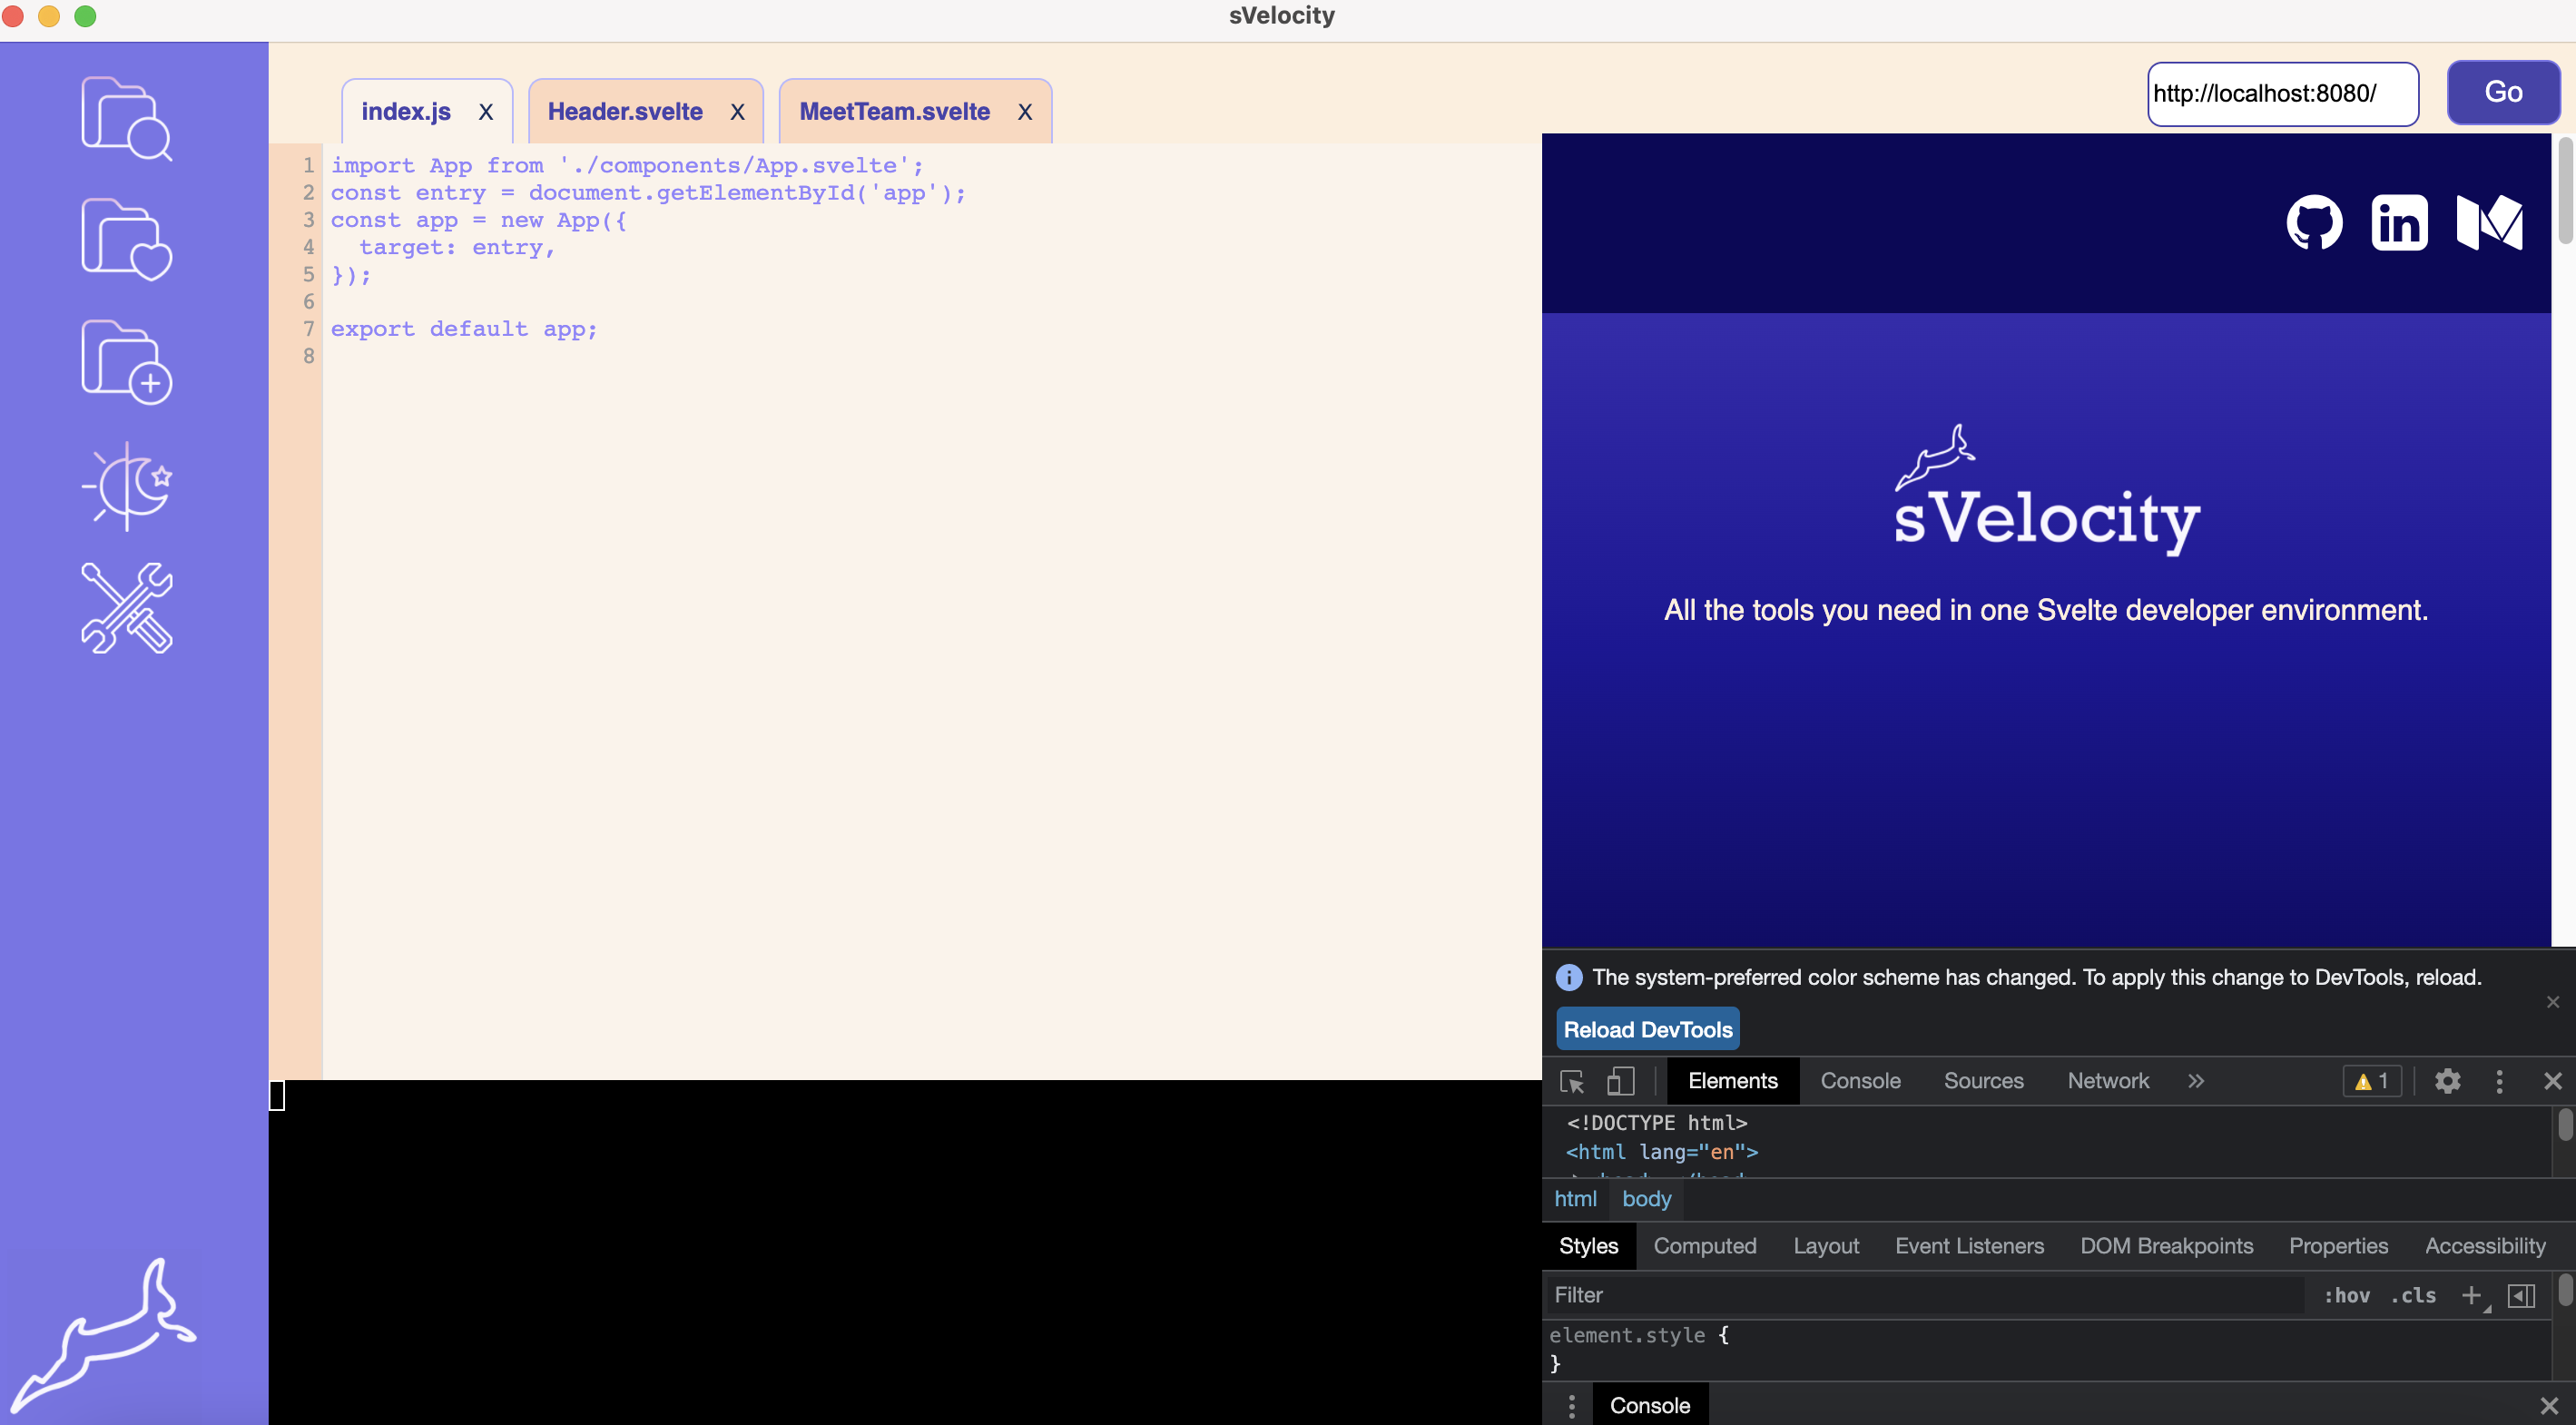 sVelocity
index.js X Header.svelte X MeetTeam.svelte X
http://localhost:8080/ Go
1 import App from './components/App.svelte';
2 const entry = document.getElementById('app');
3 const app = new App({
4 target: entry,
5 });
6
7 export default app;
8
in
sVelocity
All the tools you need in one Svelte developer environment.
The system-preferred color scheme has changed. To apply this change to DevTools, reload.
Reload DevTools
Elements Console Sources Network » 1
<!DOCTYPE html>
<html lang="en">
html body
Styles Computed Layout Event Listeners DOM Breakpoints Properties Accessibility
Filter :hov .cls +
element.style {
}
Console